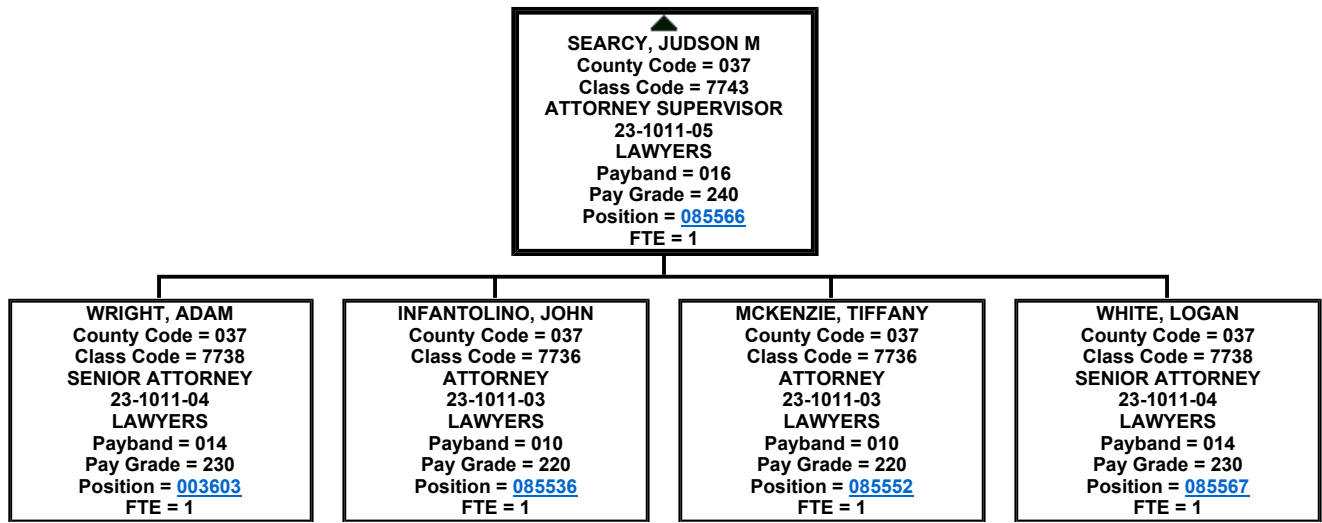 SEARCY, JUDSON M
County Code = 037
Class Code = 7743
ATTORNEY SUPERVISOR
23-1011-05
LAWYERS
Payband = 016
Pay Grade = 240
Position = 085566
FTE = 1
WRIGHT, ADAM
County Code = 037
Class Code = 7738
SENIOR ATTORNEY
23-1011-04
LAWYERS
Payband = 014
Pay Grade = 230
Position = 003603
FTE = 1
INFANTOLINO, JOHN
County Code = 037
Class Code = 7736
ATTORNEY
23-1011-03
LAWYERS
Payband = 010
Pay Grade = 220
Position = 085536
FTE = 1
MCKENZIE, TIFFANY
County Code = 037
Class Code = 7736
ATTORNEY
23-1011-03
LAWYERS
Payband = 010
Pay Grade = 220
Position = 085552
FTE = 1
WHITE, LOGAN
County Code = 037
Class Code = 7738
SENIOR ATTORNEY
23-1011-04
LAWYERS
Payband = 014
Pay Grade = 230
Position = 085567
FTE = 1